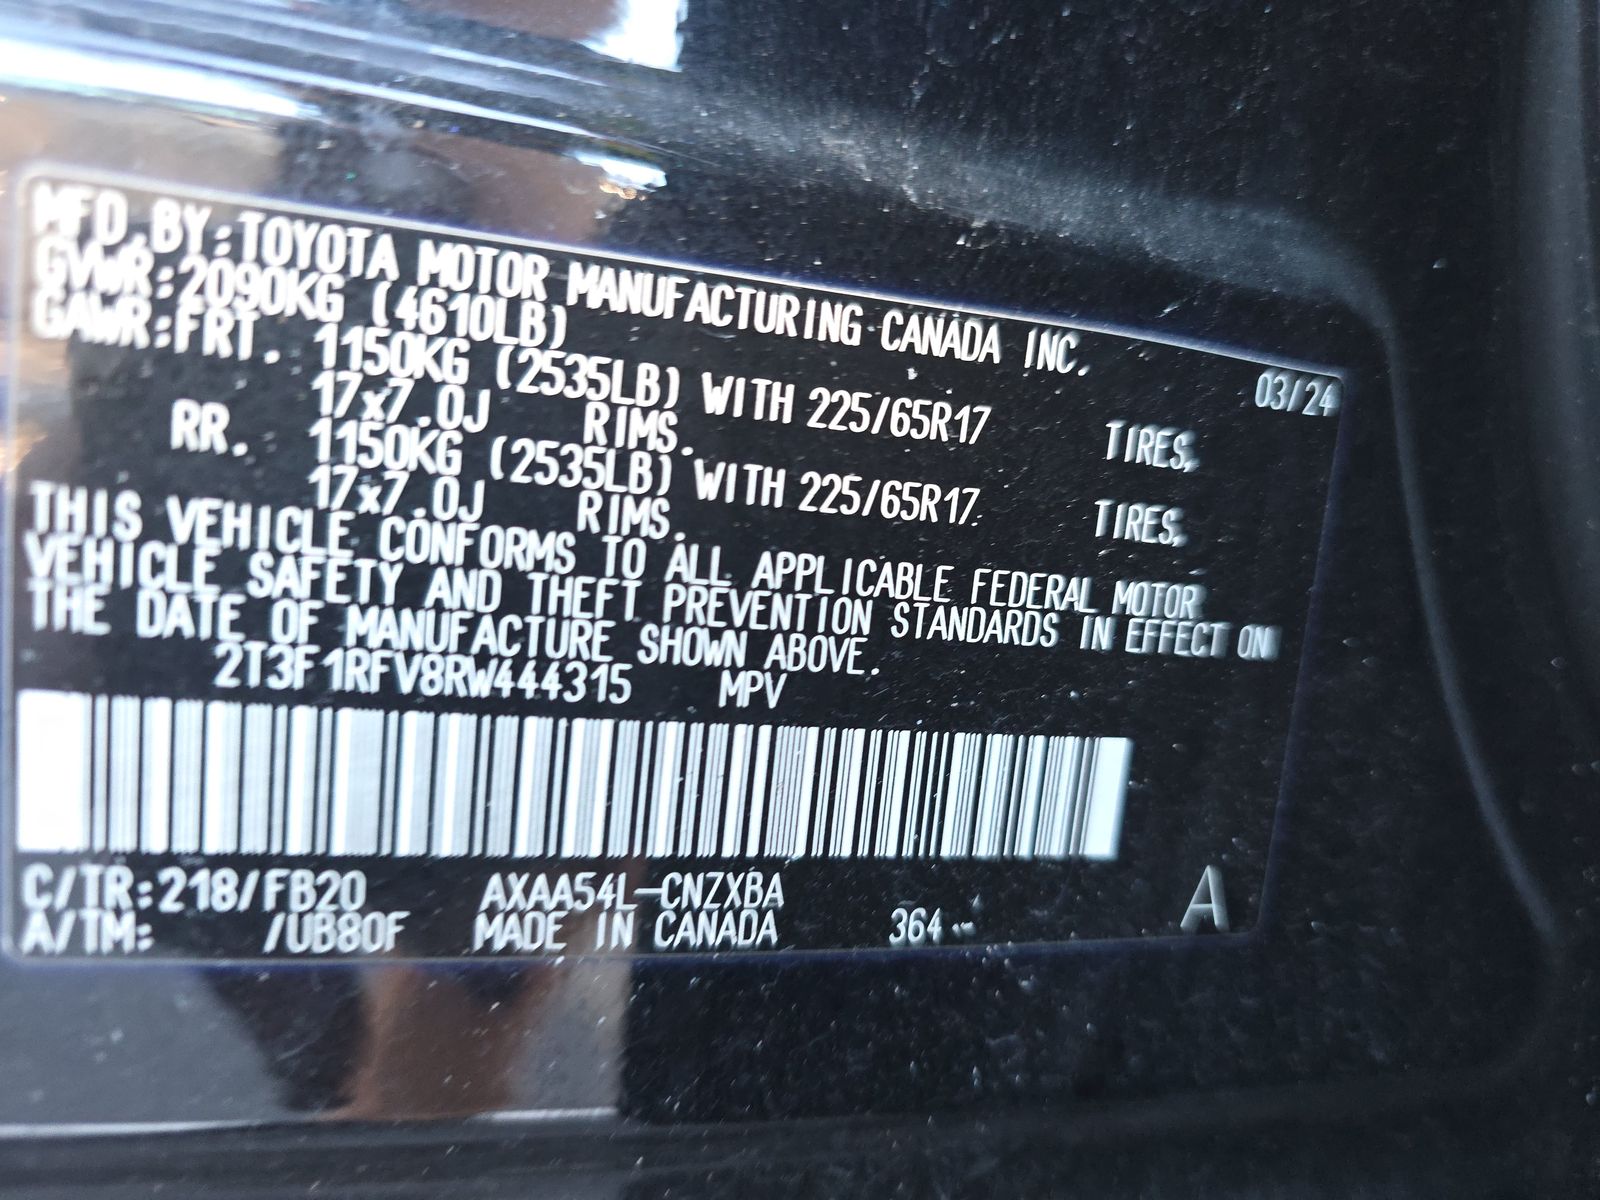 MFD.BY:TOYOTA MOTOR MANUFACTURING CANADA INC. 03/24
GVWR:2090KG (4610LB)
GAWR:FRT. 1150KG (2535LB) WITH 225/65R17 TIRES,
17x7.0J RIMS.
RR. 1150KG (2535LB) WITH 225/65R17 TIRES,
17x7.0J RIMS.
THIS VEHICLE CONFORMS TO ALL APPLICABLE FEDERAL MOTOR
VEHICLE SAFETY AND THEFT PREVENTION STANDARDS IN EFFECT ON
THE DATE OF MANUFACTURE SHOWN ABOVE.
2T3F1RFV8RW444315 MPV
C/TR:218/FB20 AXAA54L-CNZXBA A
A/TM: /UB80F MADE IN CANADA 364--